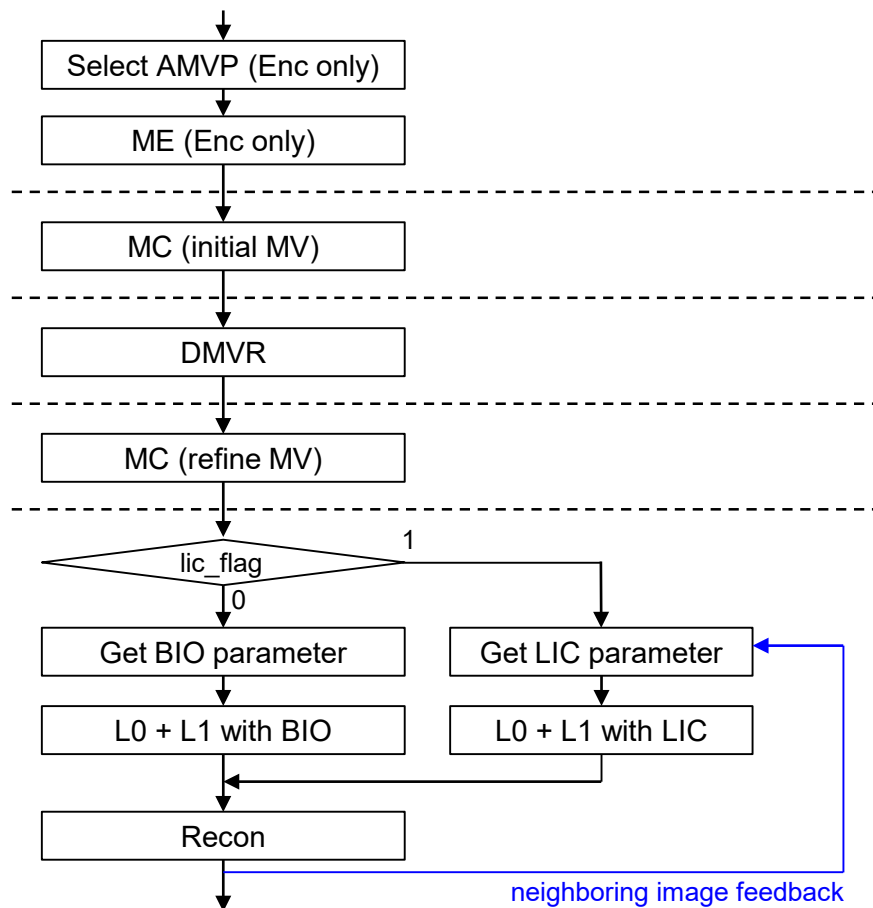 Select AMVP (Enc only)
ME (Enc only)
MC (initial MV)
DMVR
MC (refine MV)
lic_flag
1
0
Get BIO parameter
Get LIC parameter
L0 + L1 with BIO
L0 + L1 with LIC
Recon
neighboring image feedback